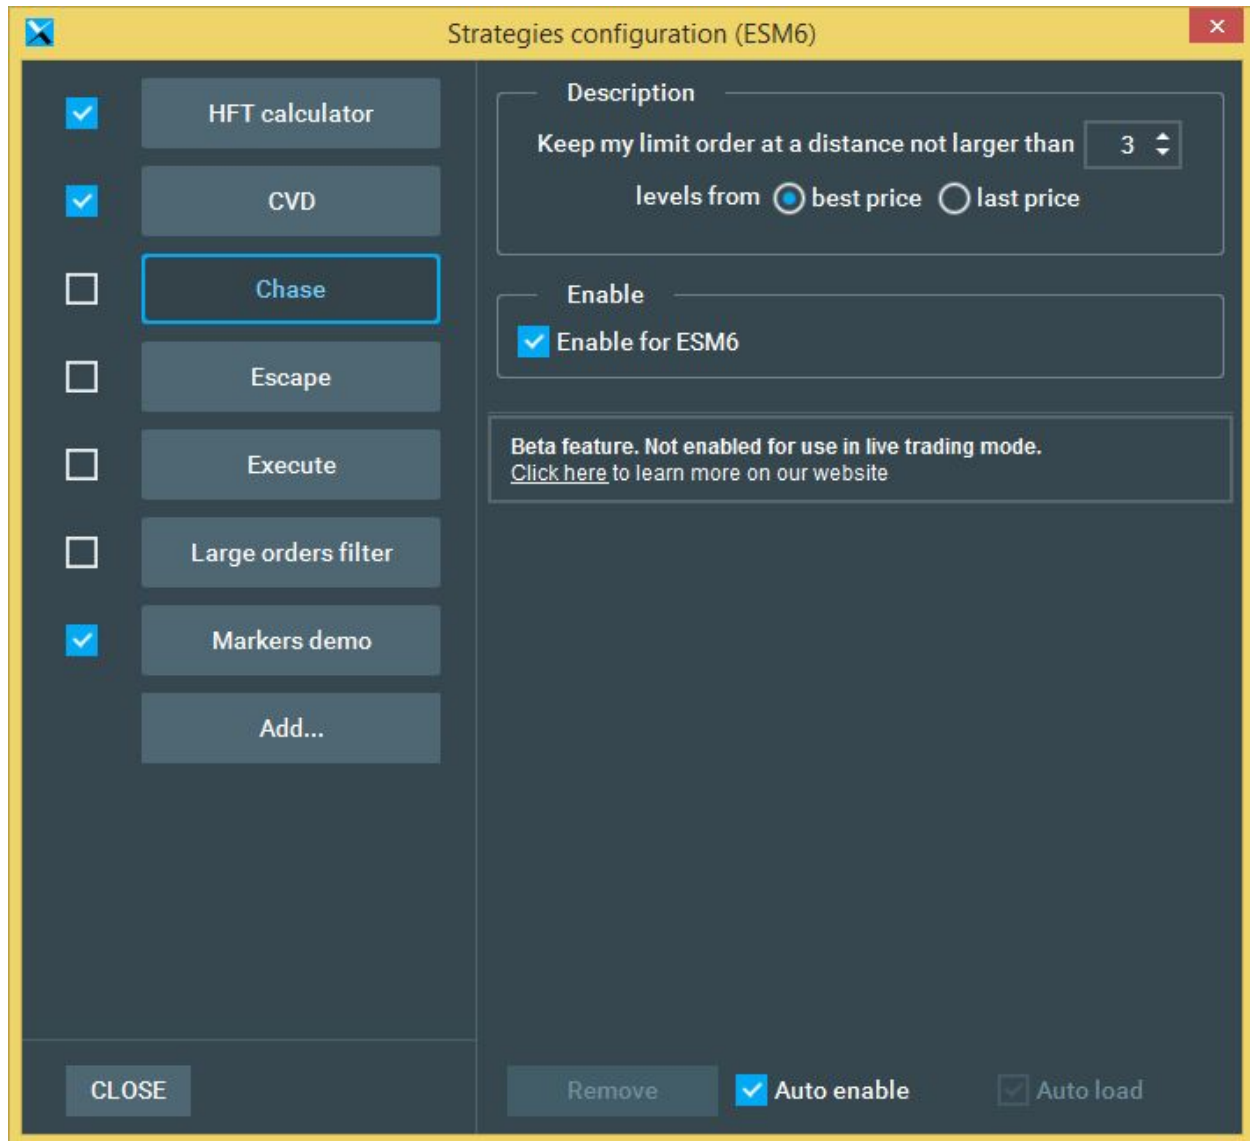 Strategies configuration (ESM6)
HFT calculator
CVD
Chase
Escape
Execute
Large orders filter
Markers demo
Add...
CLOSE
Description
Keep my limit order at a distance not larger than 3
levels from best price last price
Enable
Enable for ESM6
Beta feature. Not enabled for use in live trading mode.
Click here to learn more on our website
Remove Auto enable Auto load